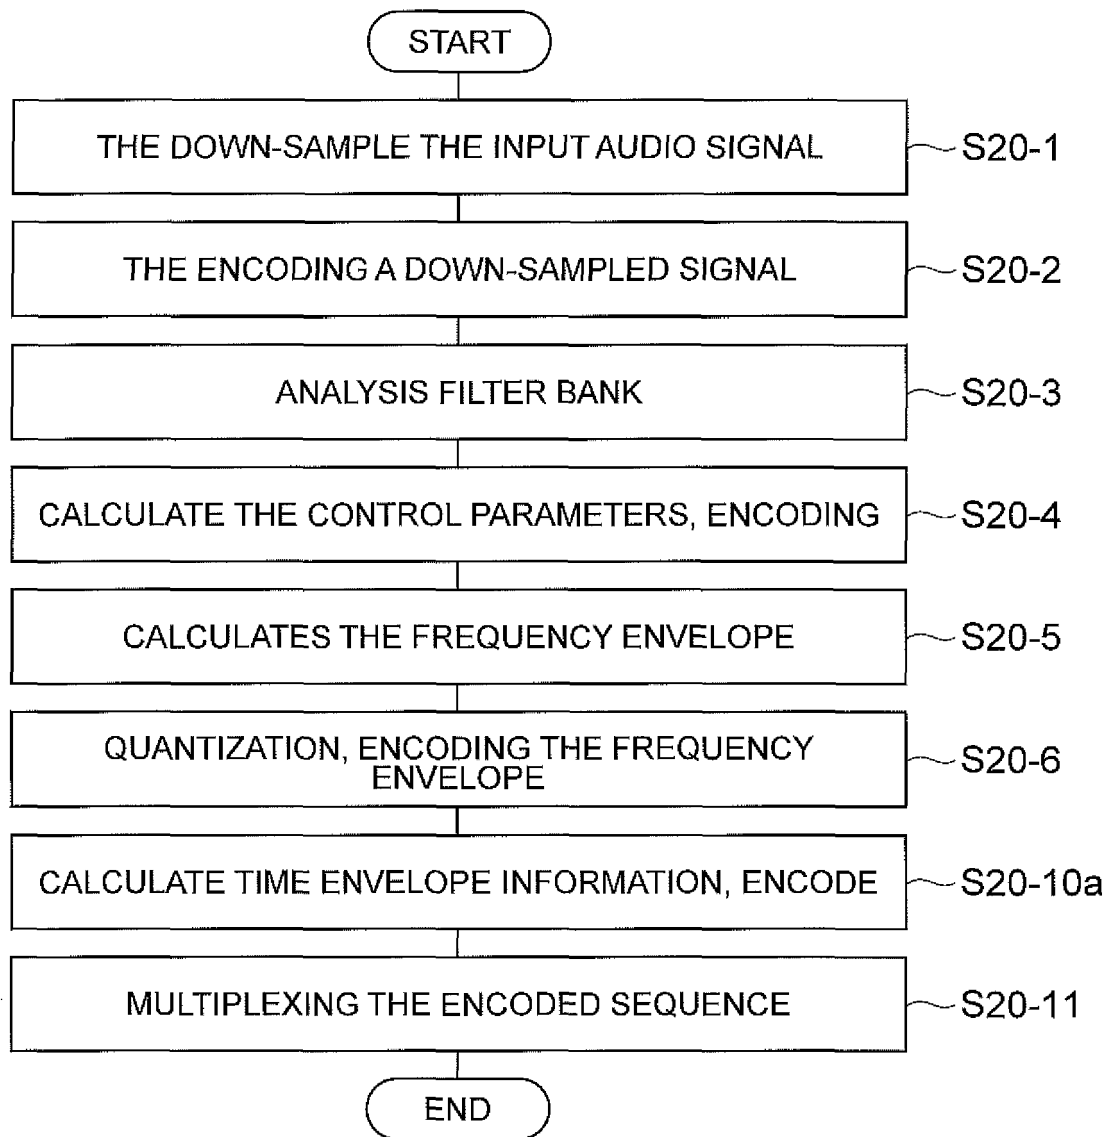 START
THE DOWN-SAMPLE THE INPUT AUDIO SIGNAL
S20-1
THE ENCODING A DOWN-SAMPLED SIGNAL
S20-2
ANALYSIS FILTER BANK
S20-3
CALCULATE THE CONTROL PARAMETERS, ENCODING
S20-4
CALCULATES THE FREQUENCY ENVELOPE
S20-5
QUANTIZATION, ENCODING THE FREQUENCY
ENVELOPE
S20-6
CALCULATE TIME ENVELOPE INFORMATION, ENCODE
S20-10a
MULTIPLEXING THE ENCODED SEQUENCE
S20-11
END